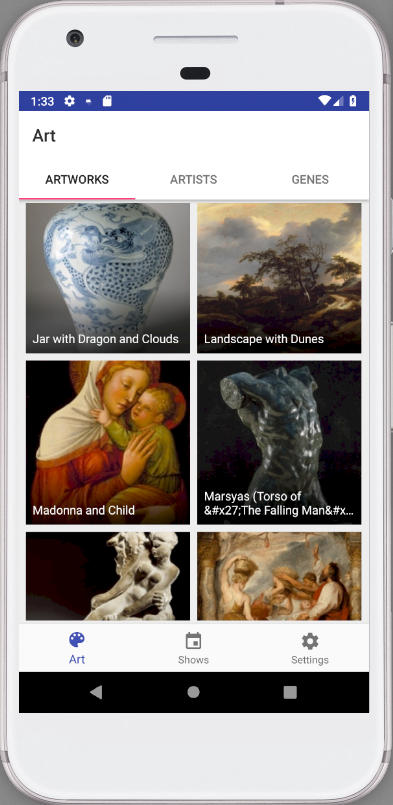 1:33
Art
ARTWORKS ARTISTS GENES
Jar with Dragon and Clouds
Landscape with Dunes
Madonna and Child
Marsyas (Torso of
&#x27;The Falling Man&#x...
Art Shows Settings